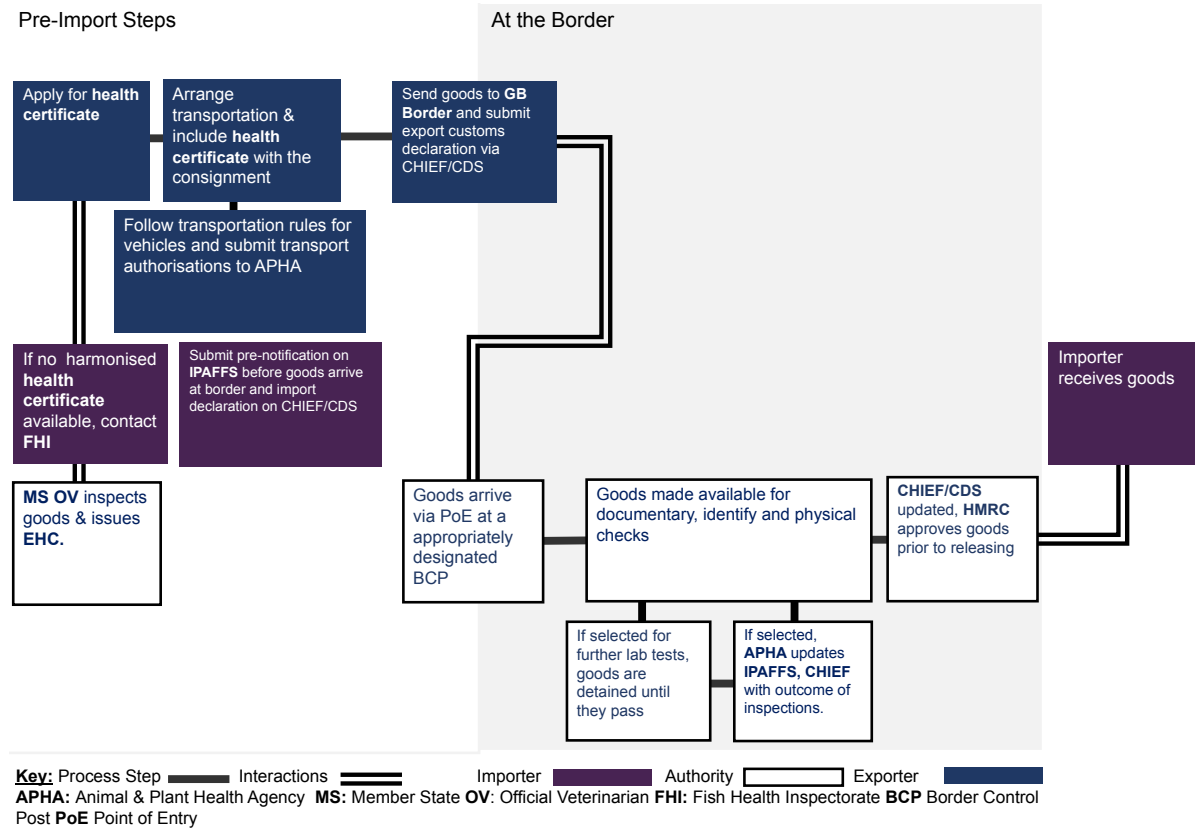 Pre-Import Steps
At the Border
Apply for health
certificate
Arrange
transportation &
include health
certificate with the
consignment
Send goods to GB
Border and submit
export customs
declaration via
CHIEF/CDS
Follow transportation rules for
vehicles and submit transport
authorisations to APHA
If no harmonised
health
certificate
available, contact
FHI
Submit pre-notification on
IPAFFS before goods arrive
at border and import
declaration on CHIEF/CDS
Importer
receives goods
MS OV inspects
goods & issues
EHC.
Goods arrive
via PoE at a
appropriately
designated
BCP
Goods made available for
documentary, identify and physical
checks
CHIEF/CDS
updated, HMRC
approves goods
prior to releasing
If selected for
further lab tests,
goods are
detained until
they pass
If selected,
APHA updates
IPAFFS, CHIEF
with outcome of
inspections.
Key: Process Step Interactions Importer Authority Exporter
APHA: Animal & Plant Health Agency MS: Member State OV: Official Veterinarian FHI: Fish Health Inspectorate BCP Border Control
Post PoE Point of Entry